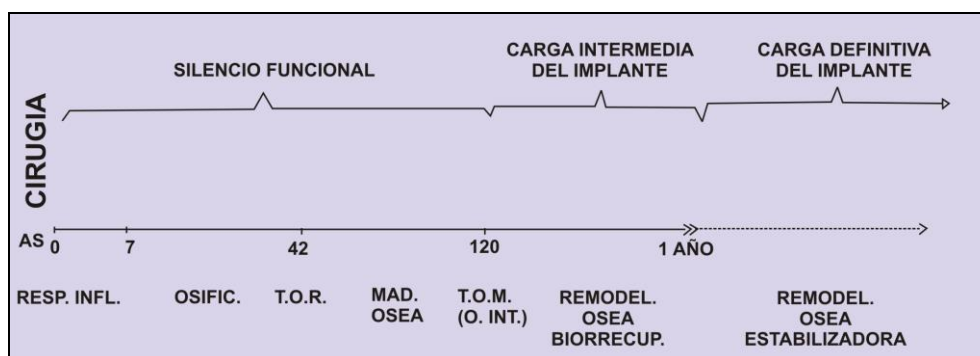 SILENCIO FUNCIONAL
CARGA INTERMEDIA
DEL IMPLANTE
CARGA DEFINITIVA
DEL IMPLANTE
CIRUGIA
AS 0 7 42 120 1 AÑO
RESP. INFL.
OSIFIC.
T.O.R.
MAD.
OSEA
T.O.M.
(O. INT.)
REMODEL.
OSEA
BIORRECUP.
REMODEL.
OSEA
ESTABILIZADORA